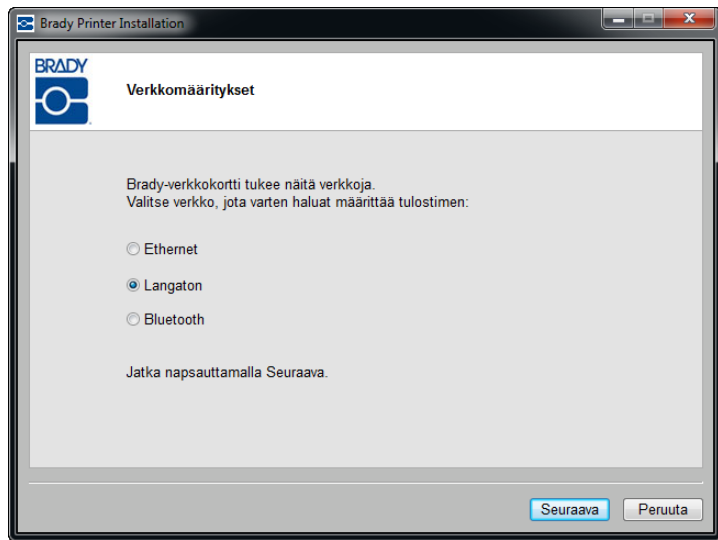 Brady Printer Installation
BRADY
Verkkomääritykset
Brady-verkkokortti tukee näitä verkkoja.
Valitse verkko, jota varten haluat määrittää tulostimen:
Ethernet
Langaton
Bluetooth
Jatka napsauttamalla Seuraava.
Seuraava
Peruuta